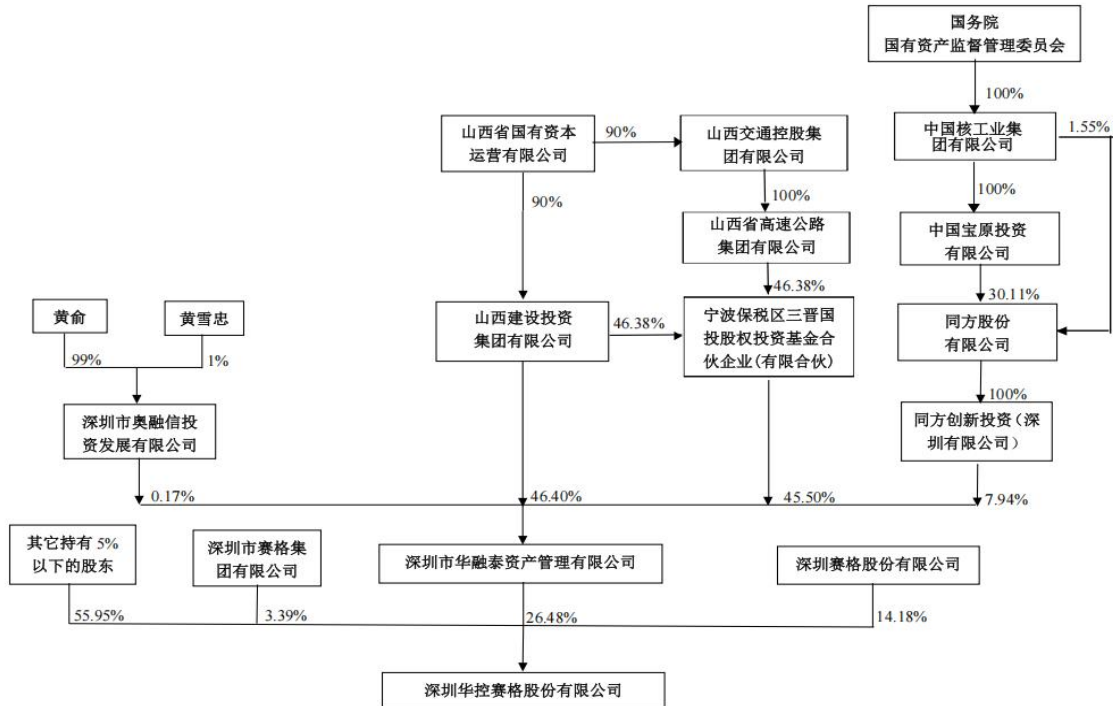 国务院
国有资产监督管理委员会
100%
山西省国有资本
运营有限公司
90%
山西交通控股集
团有限公司
中国核工业集
团有限公司
1.55%
90%
100%
100%
山西省高速公路
集团有限公司
中国宝原投资
有限公司
46.38%
30.11%
黄俞
黄雪忠
山西建设投资
集团有限公司
46.38%
宁波保税区三晋国
投股权投资基金合
伙企业(有限合伙)
同方股份
有限公司
99%
1%
100%
深圳市奥融信投
资发展有限公司
同方创新投资（深
圳有限公司）
0.17%
46.40%
45.50%
7.94%
其它持有 5%
以下的股东
深圳市赛格集
团有限公司
深圳市华融泰资产管理有限公司
深圳赛格股份有限公司
55.95%
3.39%
26.48%
14.18%
深圳华控赛格股份有限公司